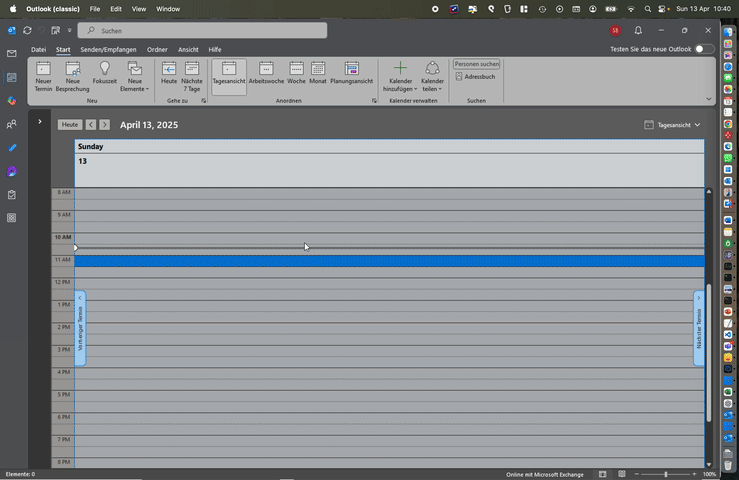 Outlook (classic) File Edit View Window
Sun 13 Apr 10:40
Suchen
SB
Datei Start Senden/Empfangen Ordner Ansicht Hilfe
Testen Sie das neue Outlook
Neuer Termin
Neue Besprechung
Fokuszeit
Neue Elemente
Heute
Nächste 7 Tage
Tagesansicht
Arbeitswoche
Woche
Monat
Planungsansicht
Kalender hinzufügen
Kalender teilen
Personen suchen
Adressbuch
Neu
Gehe zu
Anordnen
Kalender verwalten
Suchen
Heute
April 13, 2025
Tagesansicht
Sunday
13
8 AM
9 AM
10 AM
11 AM
12 PM
1 PM
2 PM
3 PM
4 PM
5 PM
6 PM
7 PM
8 PM
Vorheriger Termin
Nächster Termin
Elemente: 0
Online mit Microsoft Exchange
100%